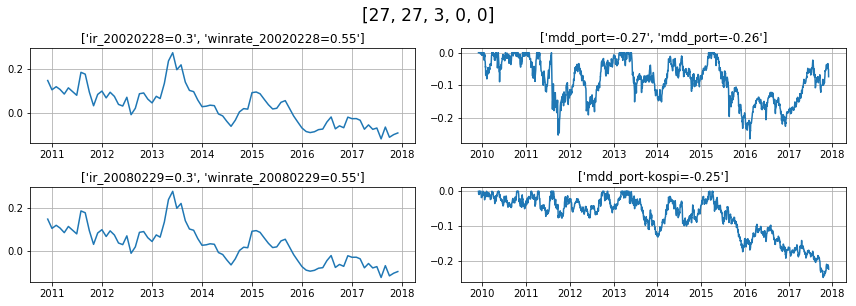 [27, 27, 3, 0, 0]
['ir_20020228=0.3', 'winrate_20020228=0.55']
0.2
0.0
2011 2012 2013 2014 2015 2016 2017 2018
['mdd_port=-0.27', 'mdd_port=-0.26']
0.0
−0.1
−0.2
2010 2011 2012 2013 2014 2015 2016 2017 2018
['ir_20080229=0.3', 'winrate_20080229=0.55']
0.2
0.0
2011 2012 2013 2014 2015 2016 2017 2018
['mdd_port-kospi=-0.25']
0.0
−0.1
−0.2
2010 2011 2012 2013 2014 2015 2016 2017 2018